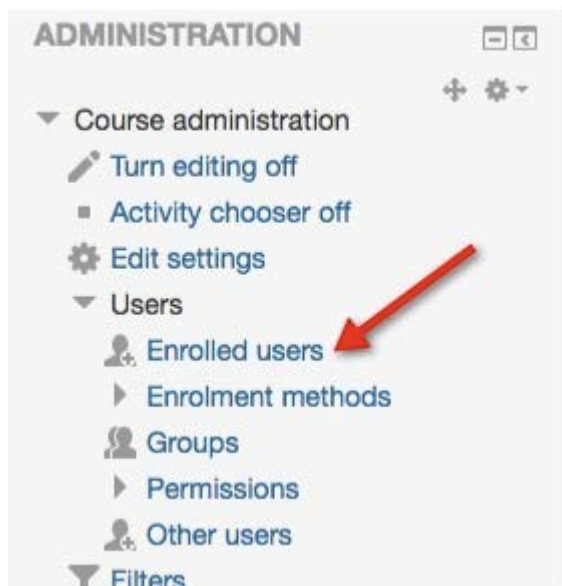 ADMINISTRATION
Course administration
Turn editing off
Activity chooser off
Edit settings
Users
Enrolled users
Enrolment methods
Groups
Permissions
Other users
Filters